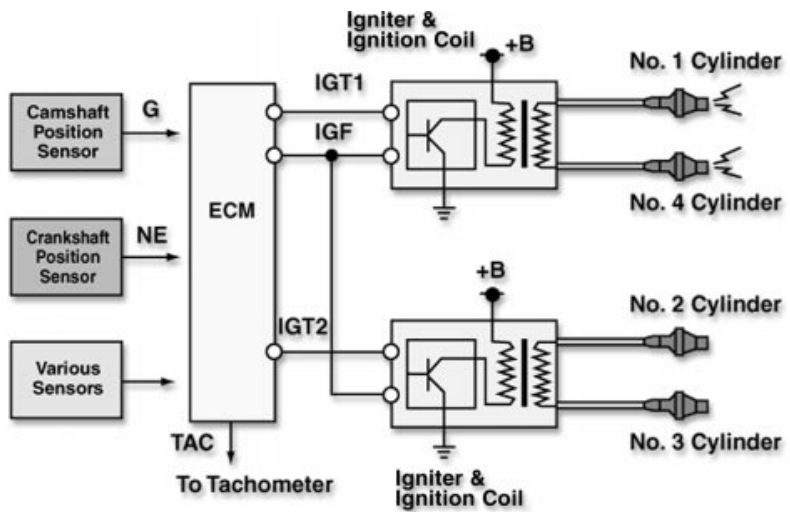 Igniter &
Ignition Coil
+B
No. 1 Cylinder
IGT1
Camshaft
Position
Sensor
G
IGF
No. 4 Cylinder
ECM
Crankshaft
Position
Sensor
NE
+B
No. 2 Cylinder
IGT2
Various
Sensors
TAC
No. 3 Cylinder
To Tachometer
Igniter &
Ignition Coil